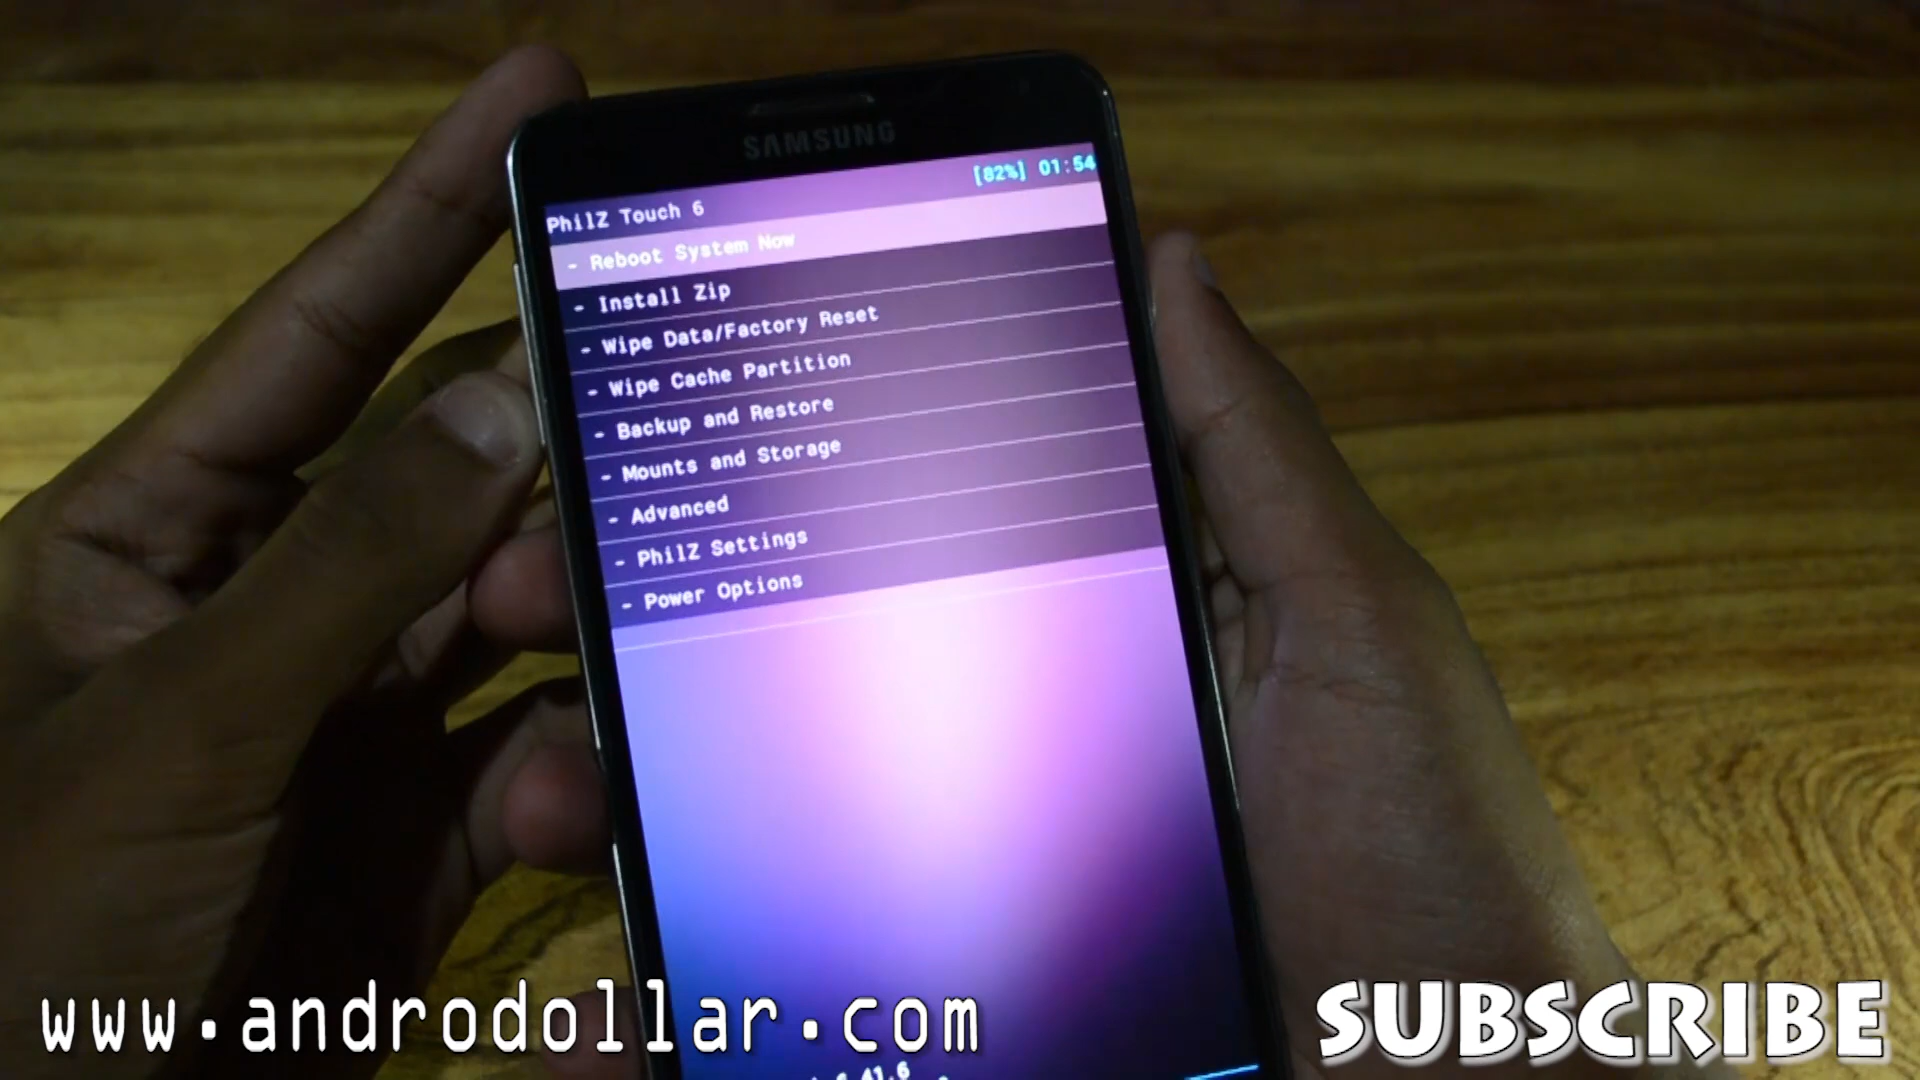 SAMSUNG
[82%] 01:54
PhilZ Touch 6
- Reboot System Now
- Install Zip
- Wipe Data/Factory Reset
- Wipe Cache Partition
- Backup and Restore
- Mounts and Storage
- Advanced
- PhilZ Settings
- Power Options
www.androdollar.com
SUBSCRIBE